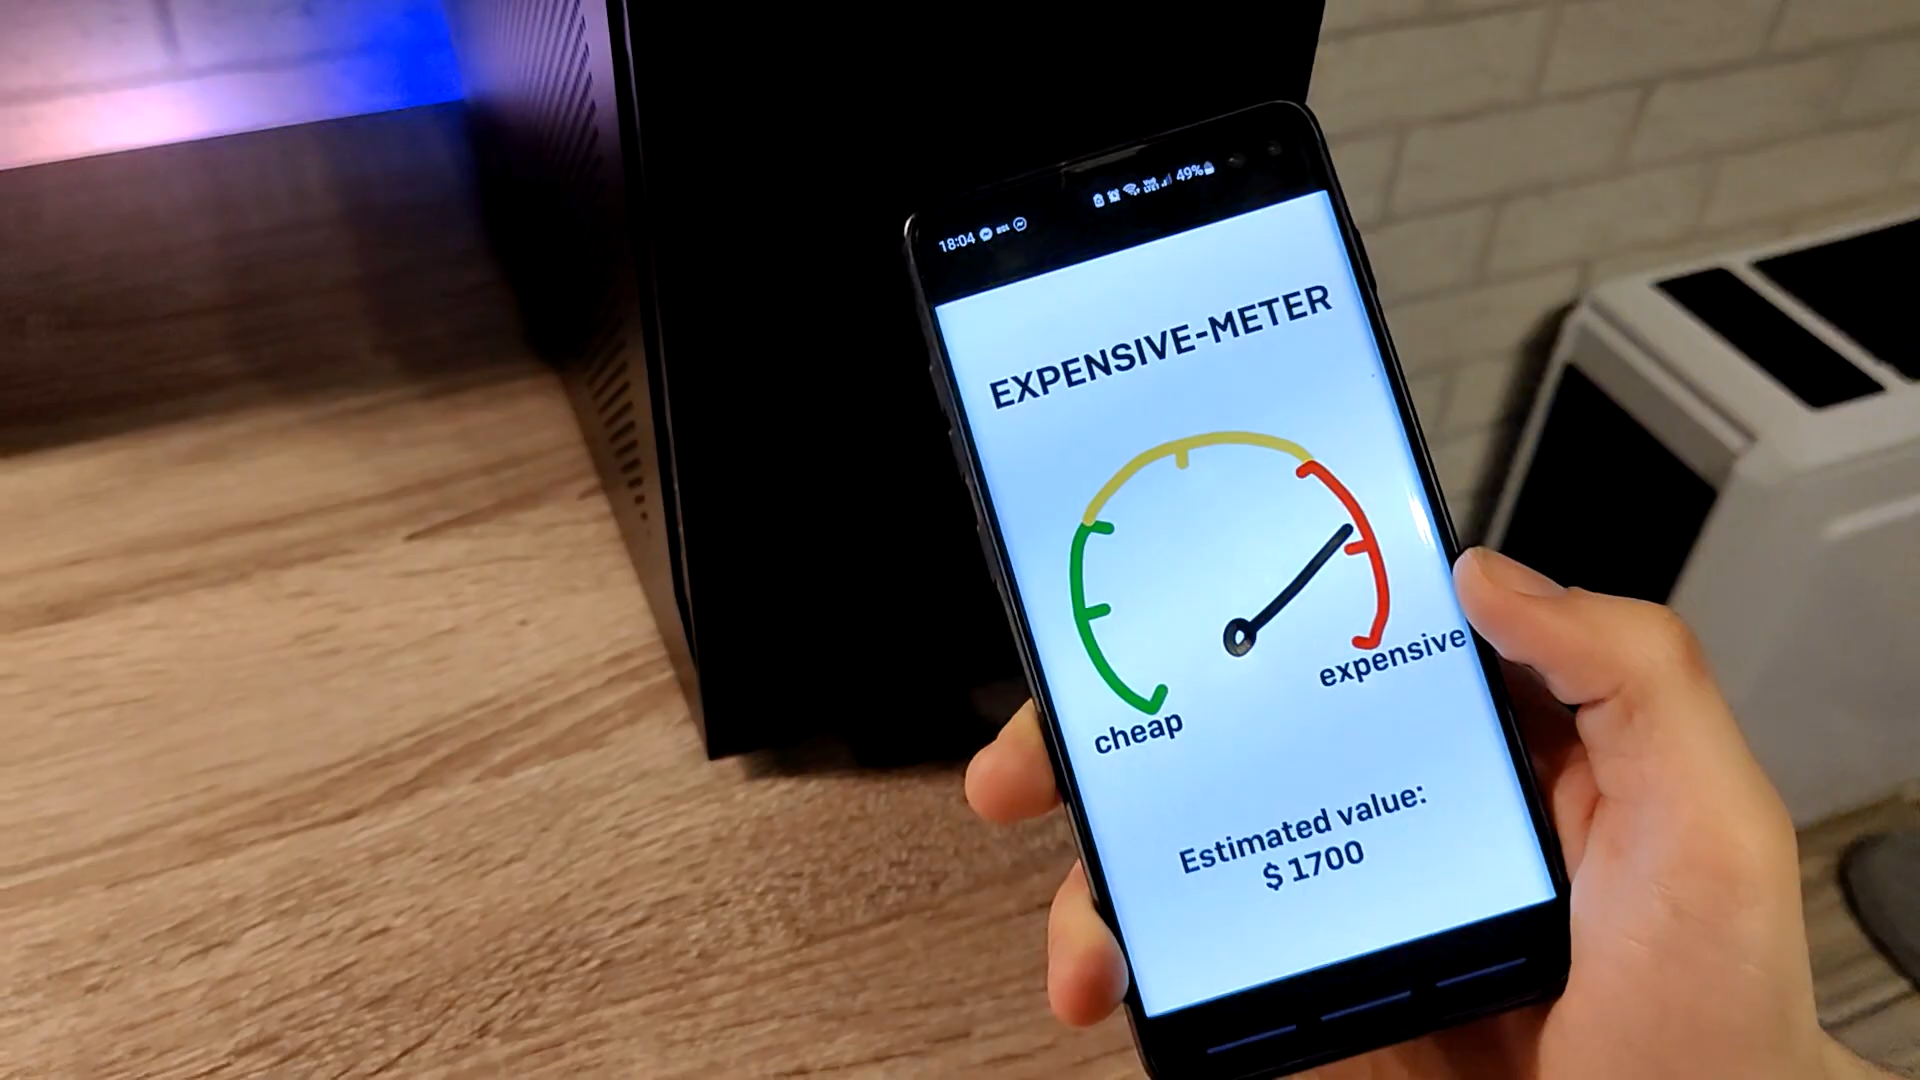 18:04
49%
EXPENSIVE-METER
cheap
expensive
Estimated value:
$ 1700